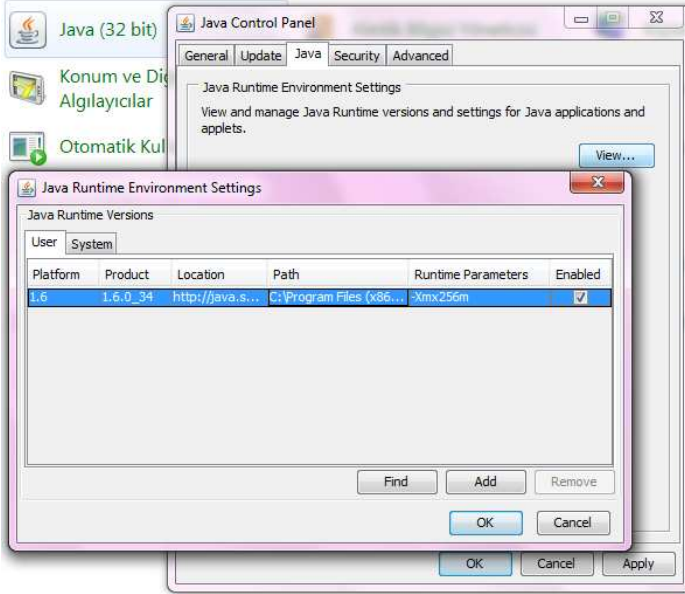 Java (32 bit)
Konum ve Diğ
Algılayıcılar
Otomatik Kul
Java Control Panel
General Update Java Security Advanced
Java Runtime Environment Settings
View and manage Java Runtime versions and settings for Java applications and
applets.
View...
Java Runtime Environment Settings
Java Runtime Versions
User System
Platform Product Location Path Runtime Parameters Enabled
1.6 1.6.0_34 http://java.s... C:\Program Files (x86... -Xmx256m
Find Add Remove
OK Cancel
OK Cancel Apply